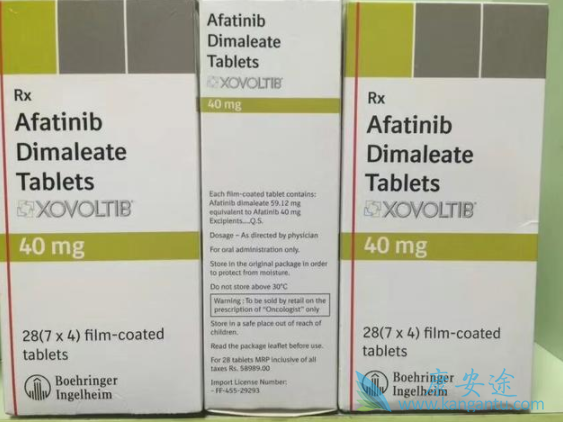 Rx
Afatinib
Dimaleate
Tablets
XOVOLTIB®
40 mg
28(7 x 4) film-coated
tablets
Boehringer
Ingelheim
Afatinib
Dimaleate
Tablets
XOVOLTIB®
40 mg
Each film-coated tablet contains:
Afatinib dimaleate 59.12 mg
equivalent to Afatinib 40 mg
Excipients....Q.S.
Dosage – As directed by physician
For oral administration only.
Store in the original package in order
to protect from moisture.
Do not store above 30°C
Warning : To be sold by retail on the
prescription of "Oncologist" only
Store in a safe place out of reach of
children.
Read the package leaflet before use.
For 28 tablets MRP inclusive of all
taxes Rs. 58989.00
Import License Number:
- FF-455-29293
Rx
Afatinib
Dimaleate
Tablets
XOVOLTIB®
40 mg
28(7 x 4) film-coated
tablets
Boehringer
Ingelheim
康安途
www.kangantu.com